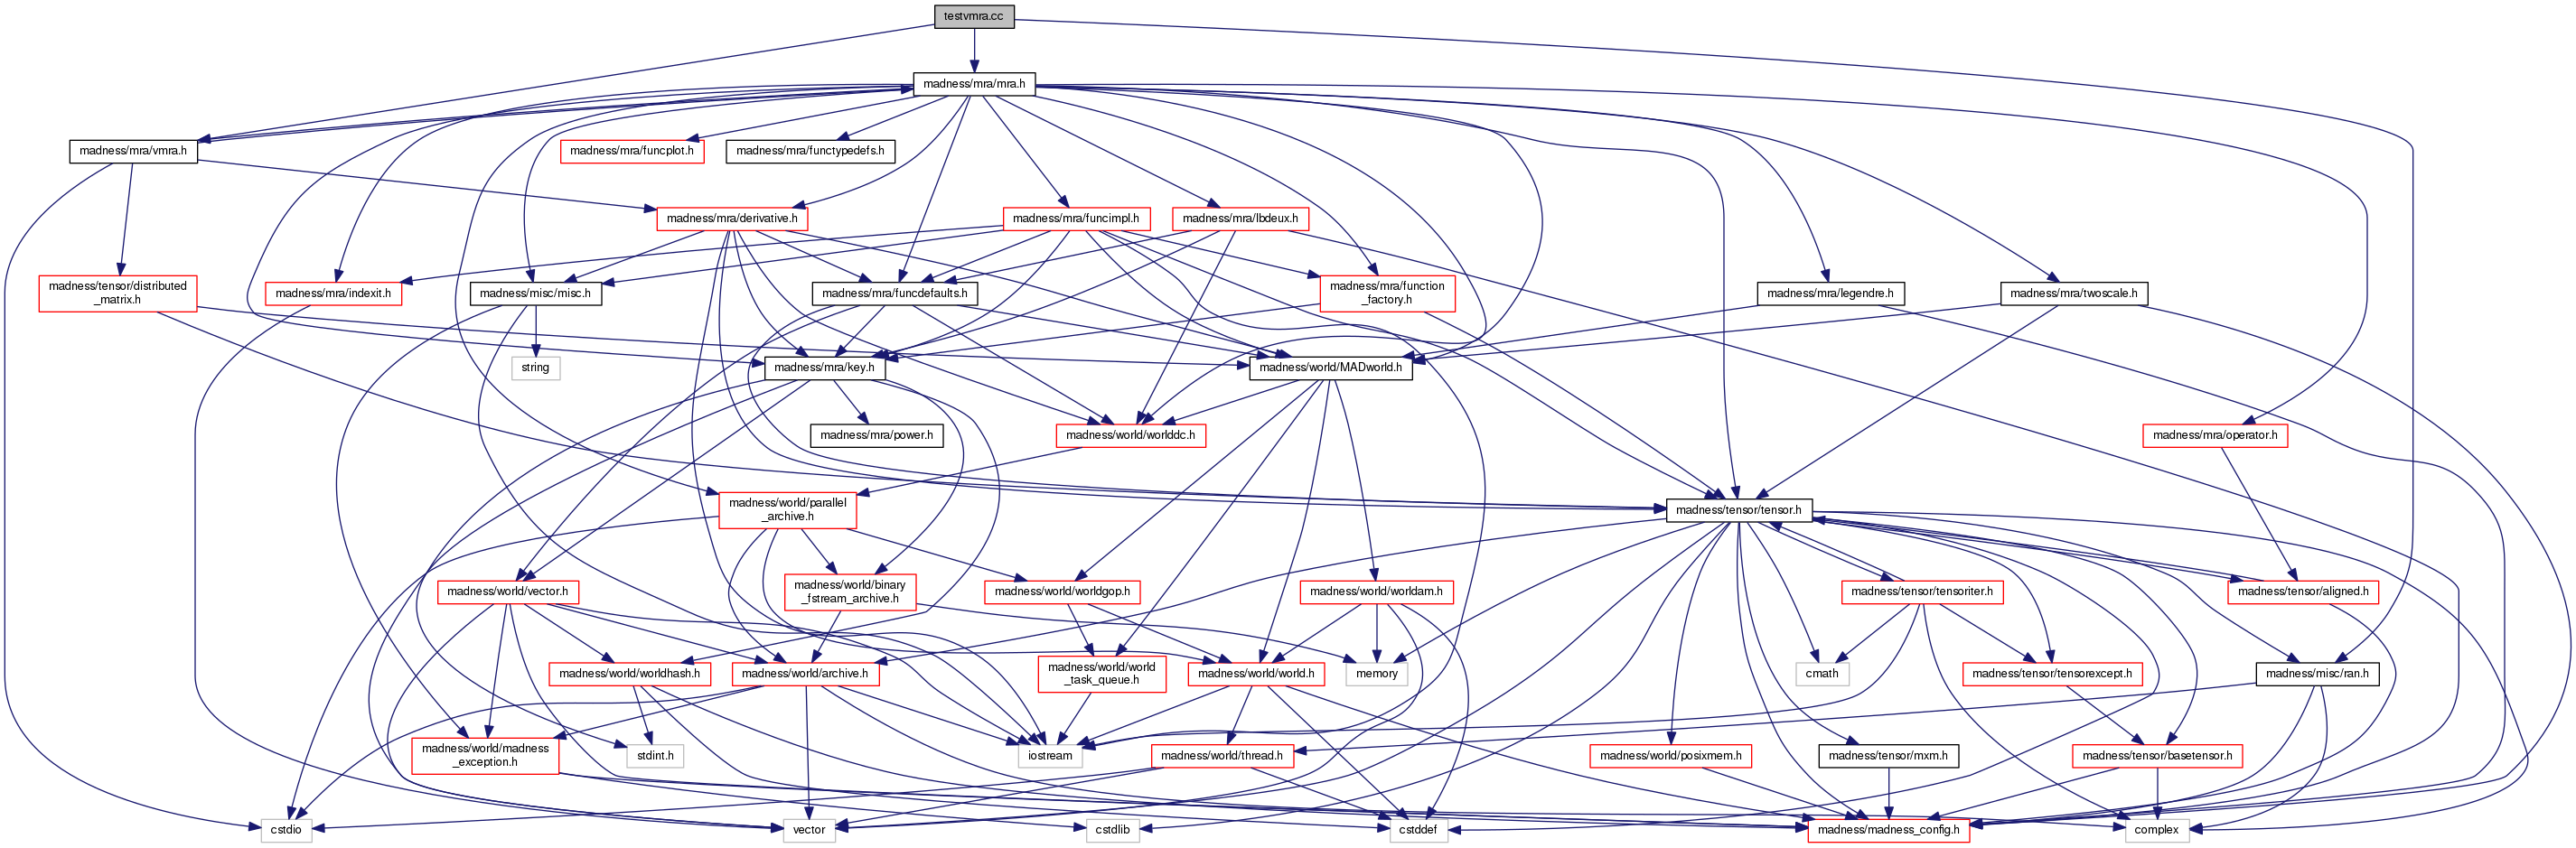 testvmra.cc
madness/mra/mra.h
madness/mra/vmra.h
madness/mra/funcplot.h
madness/mra/functypedefs.h
madness/mra/derivative.h
madness/mra/funcimpl.h
madness/mra/lbdeux.h
madness/tensor/distributed
_matrix.h
madness/mra/indexit.h
madness/misc/misc.h
madness/mra/funcdefaults.h
madness/mra/function
_factory.h
madness/mra/legendre.h
madness/mra/twoscale.h
string
madness/mra/key.h
madness/world/MADworld.h
madness/mra/power.h
madness/world/worlddc.h
madness/mra/operator.h
madness/world/parallel
_archive.h
madness/tensor/tensor.h
madness/world/vector.h
madness/world/binary
_fstream_archive.h
madness/world/worldgop.h
madness/world/worldam.h
madness/tensor/tensoriter.h
madness/tensor/aligned.h
madness/world/worldhash.h
madness/world/archive.h
madness/world/world
_task_queue.h
madness/world/world.h
memory
cmath
madness/tensor/tensorexcept.h
madness/misc/ran.h
madness/world/madness
_exception.h
stdint.h
iostream
madness/world/thread.h
madness/world/posixmem.h
madness/tensor/mxm.h
madness/tensor/basetensor.h
cstdio
vector
cstdlib
cstddef
madness/madness_config.h
complex